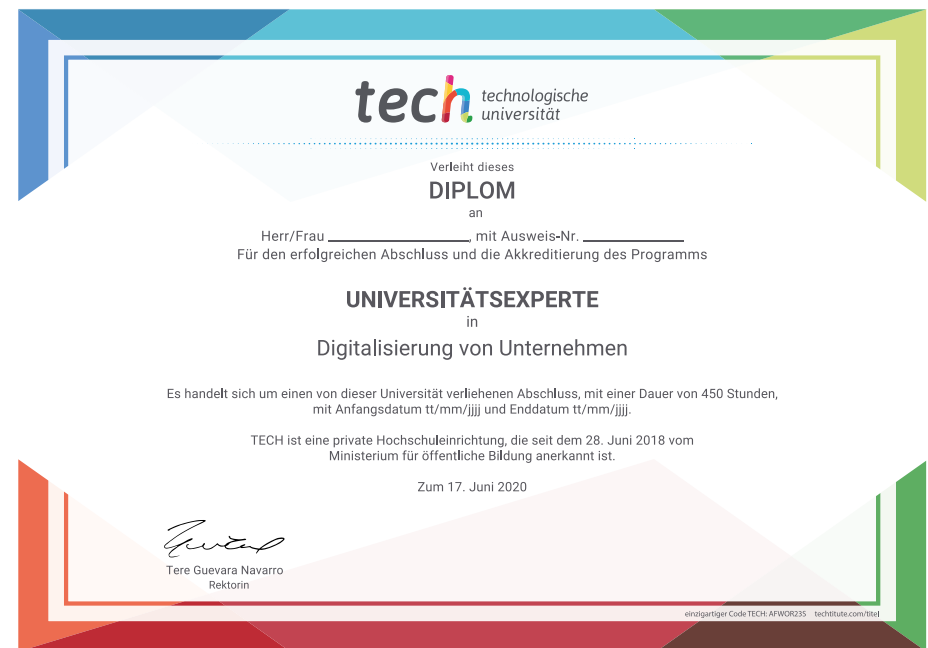 tech technologische
universität
Verleiht dieses
DIPLOM
an
Herr/Frau ____________________, mit Ausweis-Nr. ______________
Für den erfolgreichen Abschluss und die Akkreditierung des Programms
UNIVERSITÄTSEXPERTE
in
Digitalisierung von Unternehmen
Es handelt sich um einen von dieser Universität verliehenen Abschluss, mit einer Dauer von 450 Stunden,
mit Anfangsdatum tt/mm/jjjj und Enddatum tt/mm/jjjj.
TECH ist eine private Hochschuleinrichtung, die seit dem 28. Juni 2018 vom
Ministerium für öffentliche Bildung anerkannt ist.
Zum 17. Juni 2020
Tere Guevara Navarro
Rektorin
einzigartiger Code TECH: AFWOR23S techtitute.com/titel